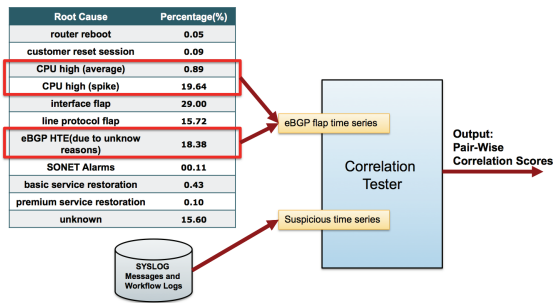 Root Cause Percentage(%)
router reboot 0.05
customer reset session 0.09
CPU high (average) 0.89
CPU high (spike) 19.64
interface flap 29.00
line protocol flap 15.72
eBGP HTE(due to unknow
reasons) 18.38
SONET Alarms 00.11
basic service restoration 0.43
premium service restoration 0.10
unknown 15.60
eBGP flap time series
Correlation
Tester
Suspicious time series
Output:
Pair-Wise
Correlation Scores
SYSLOG
Messages and
Workflow Logs